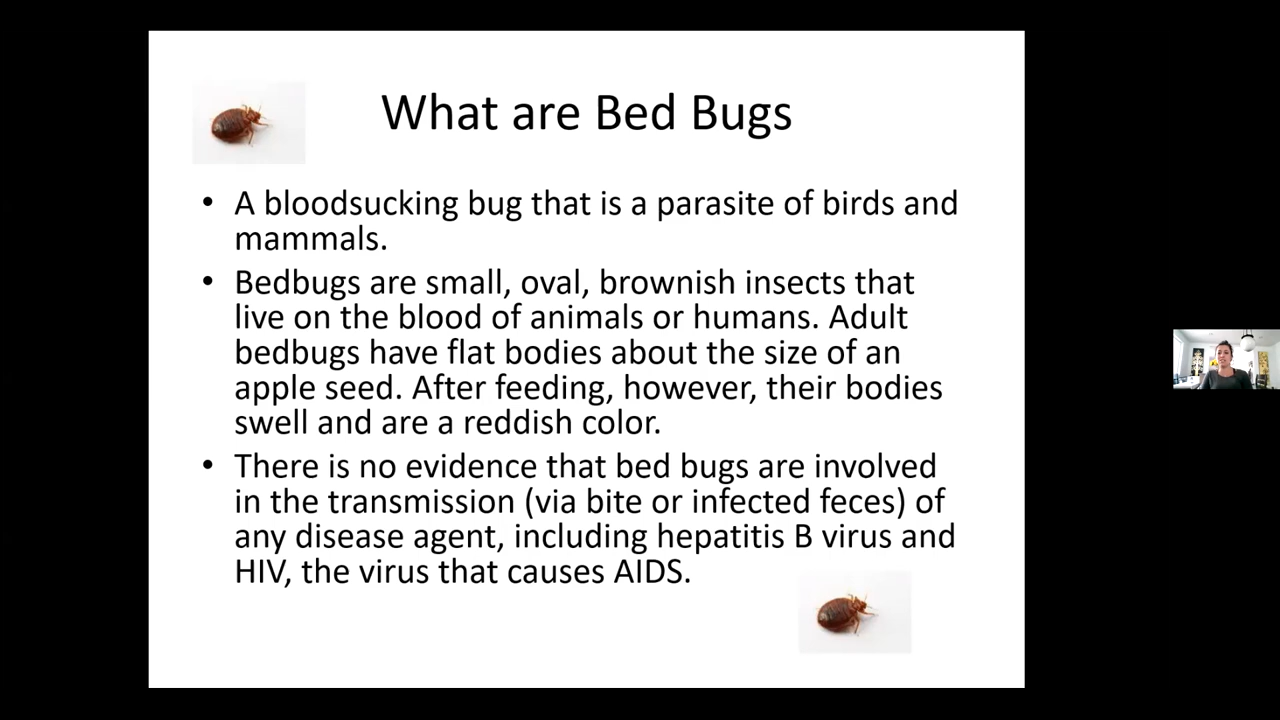 What are Bed Bugs
• A bloodsucking bug that is a parasite of birds and
mammals.
• Bedbugs are small, oval, brownish insects that
live on the blood of animals or humans. Adult
bedbugs have flat bodies about the size of an
apple seed. After feeding, however, their bodies
swell and are a reddish color.
• There is no evidence that bed bugs are involved
in the transmission (via bite or infected feces) of
any disease agent, including hepatitis B virus and
HIV, the virus that causes AIDS.